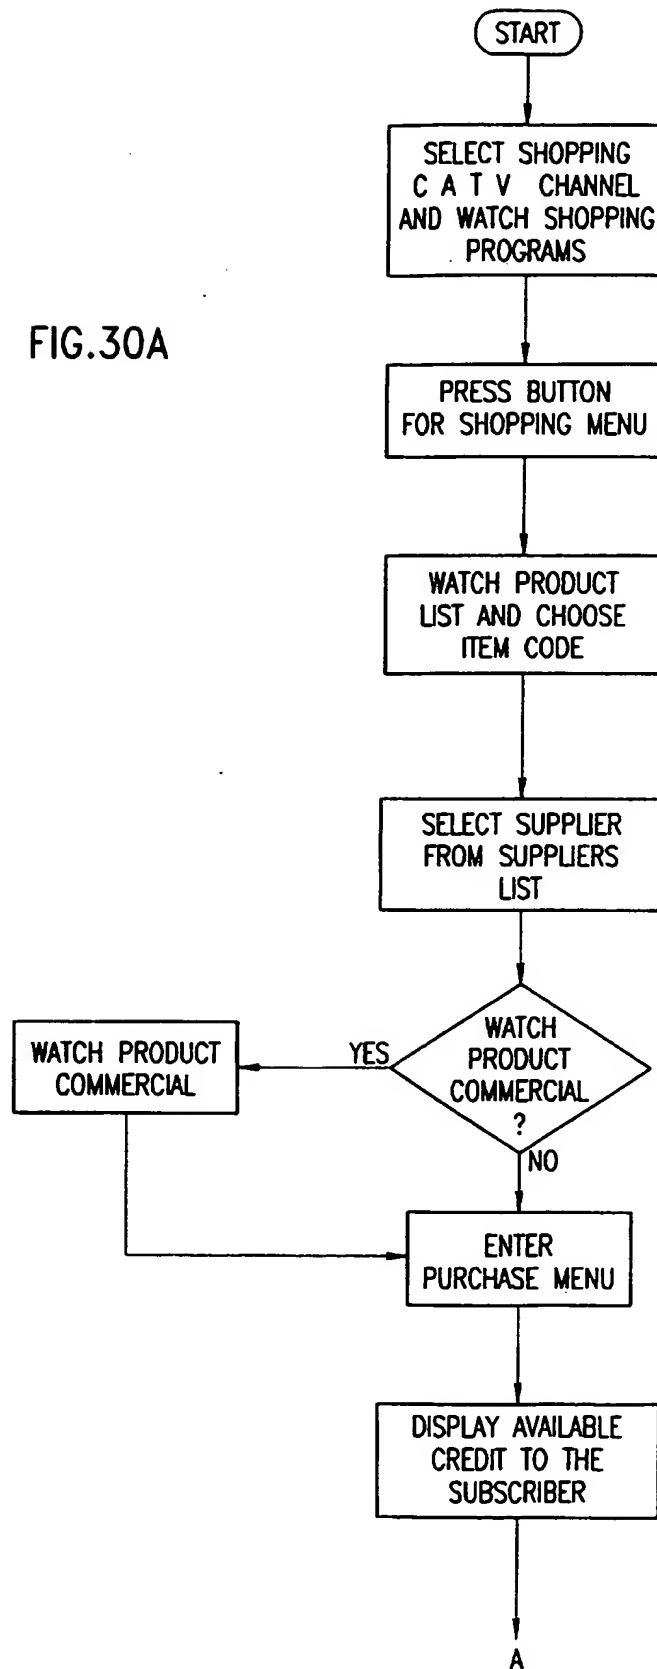 START
SELECT SHOPPING
C A T V CHANNEL
AND WATCH SHOPPING
PROGRAMS
FIG.30A
PRESS BUTTON
FOR SHOPPING MENU
WATCH PRODUCT
LIST AND CHOOSE
ITEM CODE
SELECT SUPPLIER
FROM SUPPLIERS
LIST
WATCH PRODUCT
COMMERCIAL
YES
WATCH
PRODUCT
COMMERCIAL
?
NO
ENTER
PURCHASE MENU
DISPLAY AVAILABLE
CREDIT TO THE
SUBSCRIBER
A